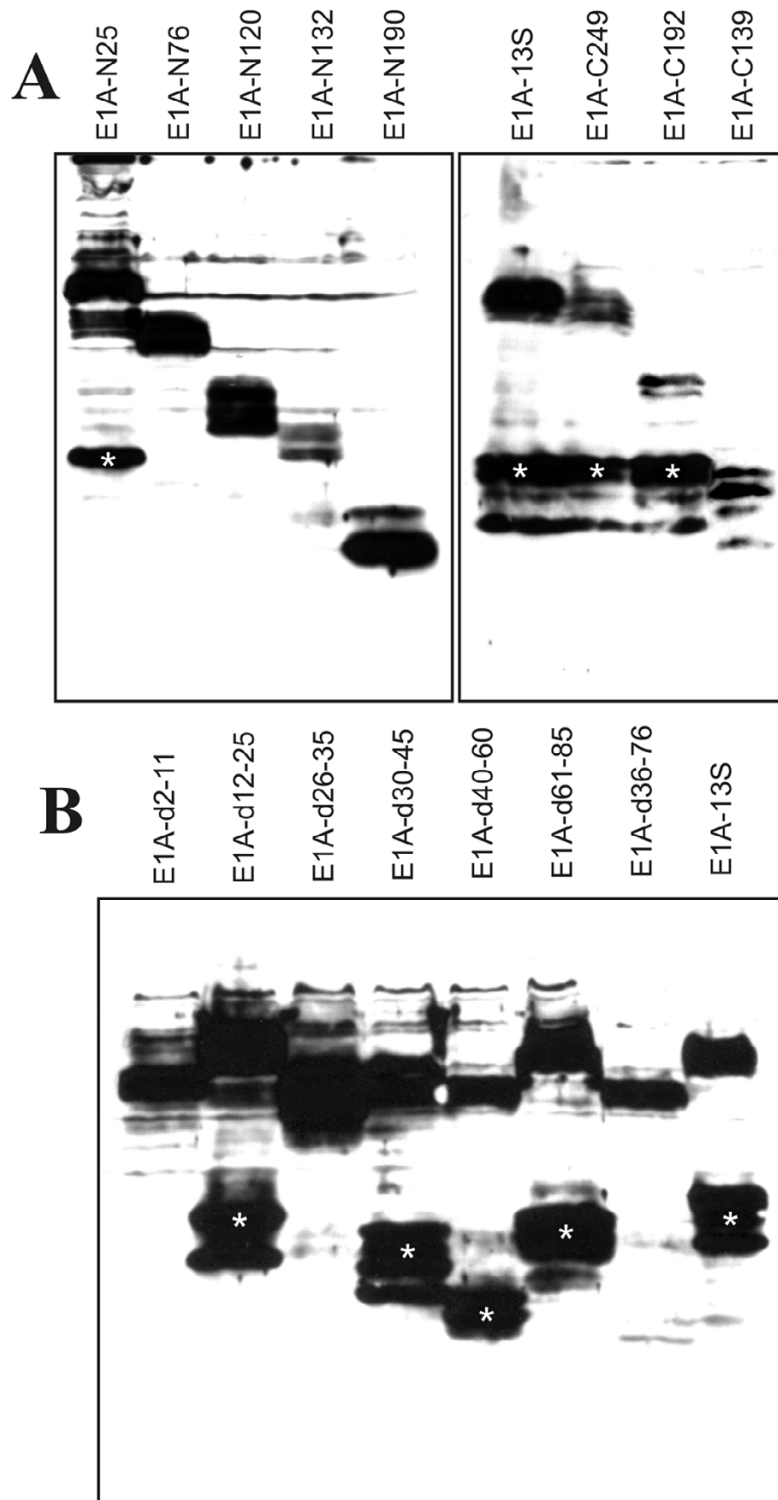 A
E1A-N25
E1A-N76
E1A-N120
E1A-N132
E1A-N190
E1A-13S
E1A-C249
E1A-C192
E1A-C139
*
* * *
B
E1A-d2-11
E1A-d12-25
E1A-d26-35
E1A-d30-45
E1A-d40-60
E1A-d61-85
E1A-d36-76
E1A-13S
* * * * *